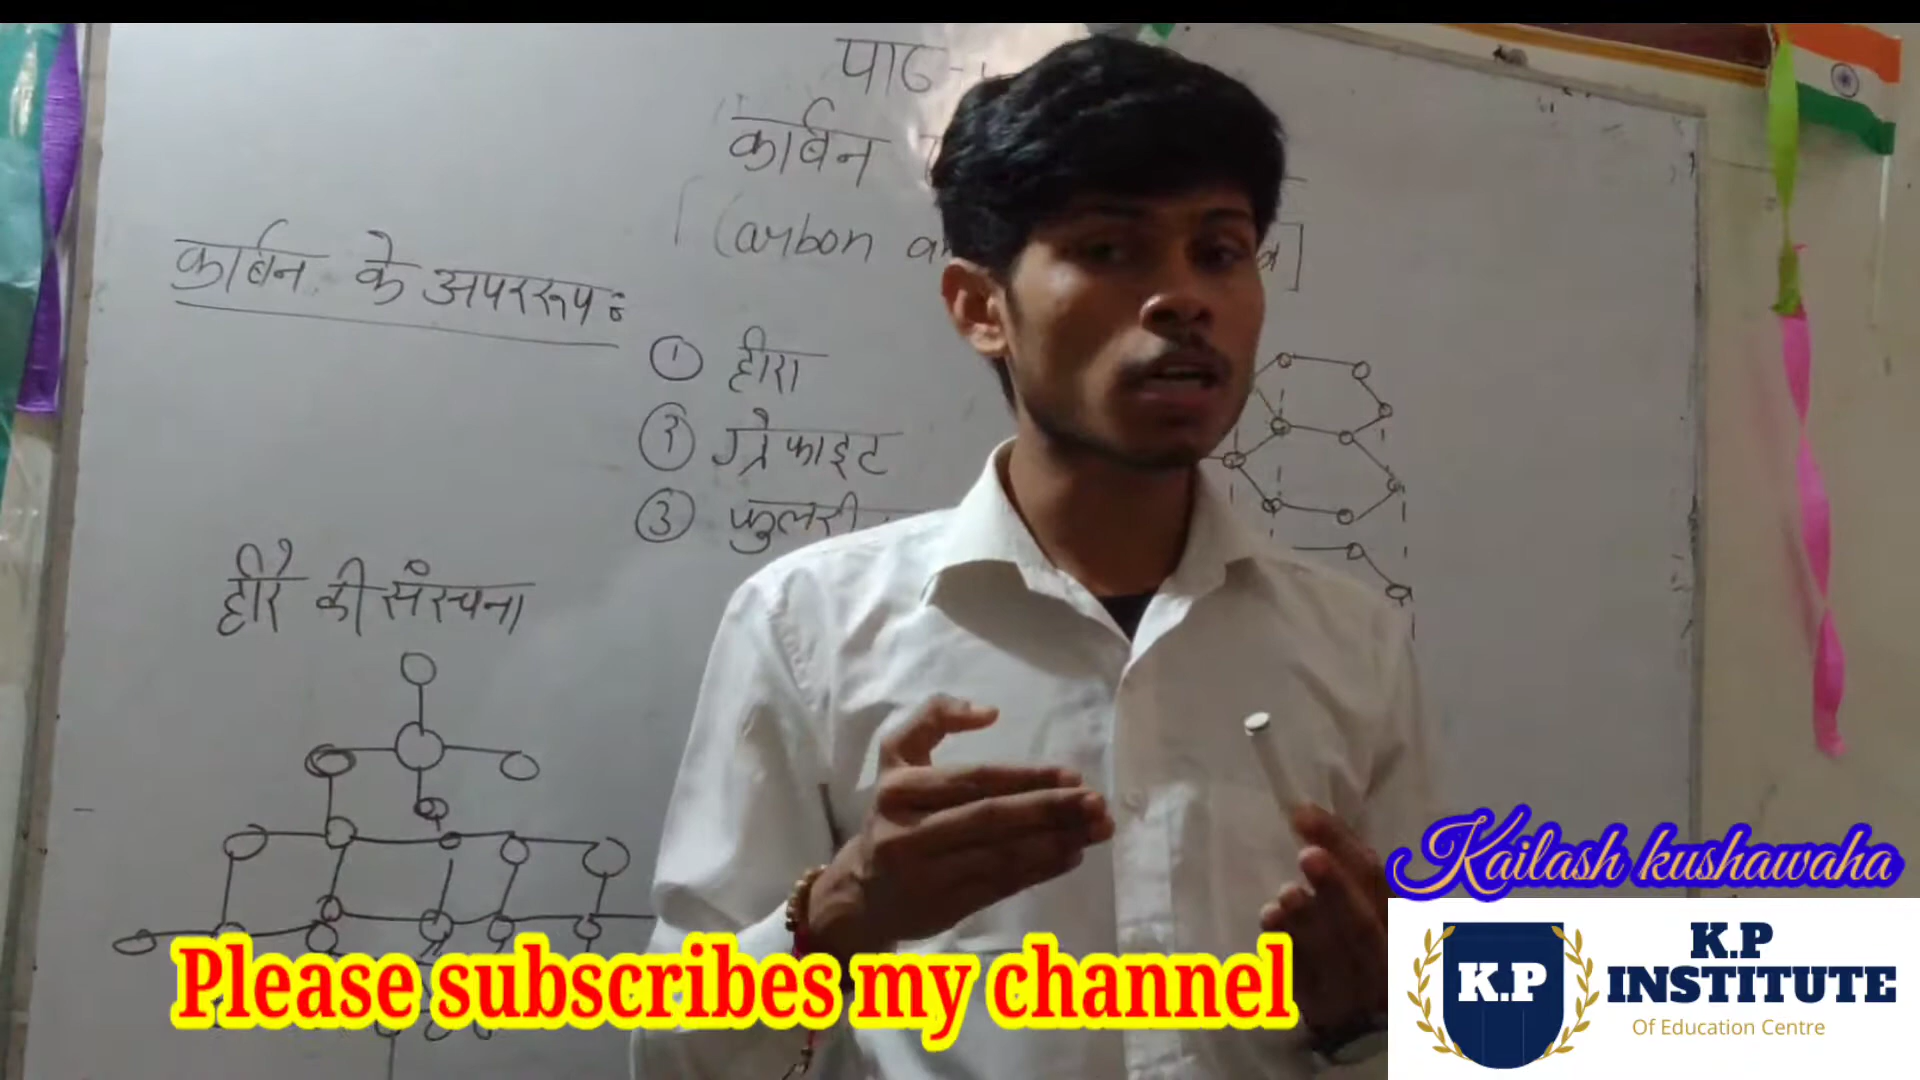 पाठ-
कार्बन
[Carbon
कार्बन के अपररूप :
① हीरा
② ग्रेफाइट
③ फुलरी
हीरे की संरचना
Kailash kushawaha
Please subscribes my channel
K.P
K.P
INSTITUTE
Of Education Centre